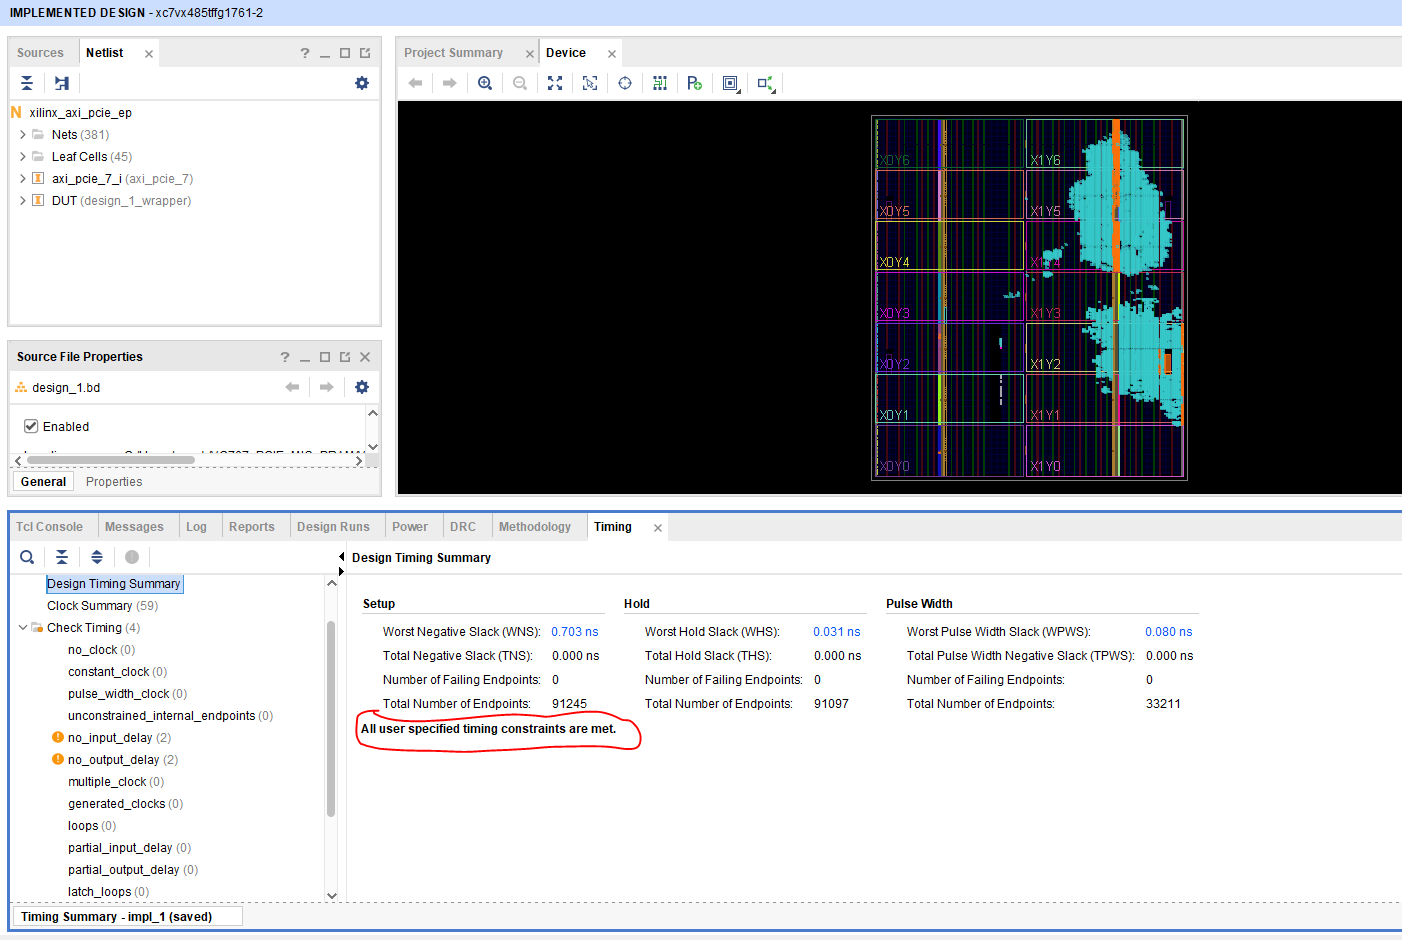 IMPLEMENTED DESIGN - xc7vx485tffg1761-2
Sources
Netlist
N xilinx_axi_pcie_ep
Nets (381)
Leaf Cells (45)
axi_pcie_7_i (axi_pcie_7)
DUT (design_1_wrapper)
Source File Properties
design_1.bd
Enabled
General
Properties
Project Summary
Device
X0Y6
X1Y6
X0Y5
X1Y5
X0Y4
X1Y4
X0Y3
X1Y3
X0Y2
X1Y2
X0Y1
X1Y1
X0Y0
X1Y0
Tcl Console
Messages
Log
Reports
Design Runs
Power
DRC
Methodology
Timing
Design Timing Summary
Clock Summary (59)
Check Timing (4)
no_clock (0)
constant_clock (0)
pulse_width_clock (0)
unconstrained_internal_endpoints (0)
no_input_delay (2)
no_output_delay (2)
multiple_clock (0)
generated_clocks (0)
loops (0)
partial_input_delay (0)
partial_output_delay (0)
latch_loops (0)
Design Timing Summary
Setup
Worst Negative Slack (WNS): 0.703 ns
Total Negative Slack (TNS): 0.000 ns
Number of Failing Endpoints: 0
Total Number of Endpoints: 91245
Hold
Worst Hold Slack (WHS): 0.031 ns
Total Hold Slack (THS): 0.000 ns
Number of Failing Endpoints: 0
Total Number of Endpoints: 91097
Pulse Width
Worst Pulse Width Slack (WPWS): 0.080 ns
Total Pulse Width Negative Slack (TPWS): 0.000 ns
Number of Failing Endpoints: 0
Total Number of Endpoints: 33211
All user specified timing constraints are met.
Timing Summary - impl_1 (saved)